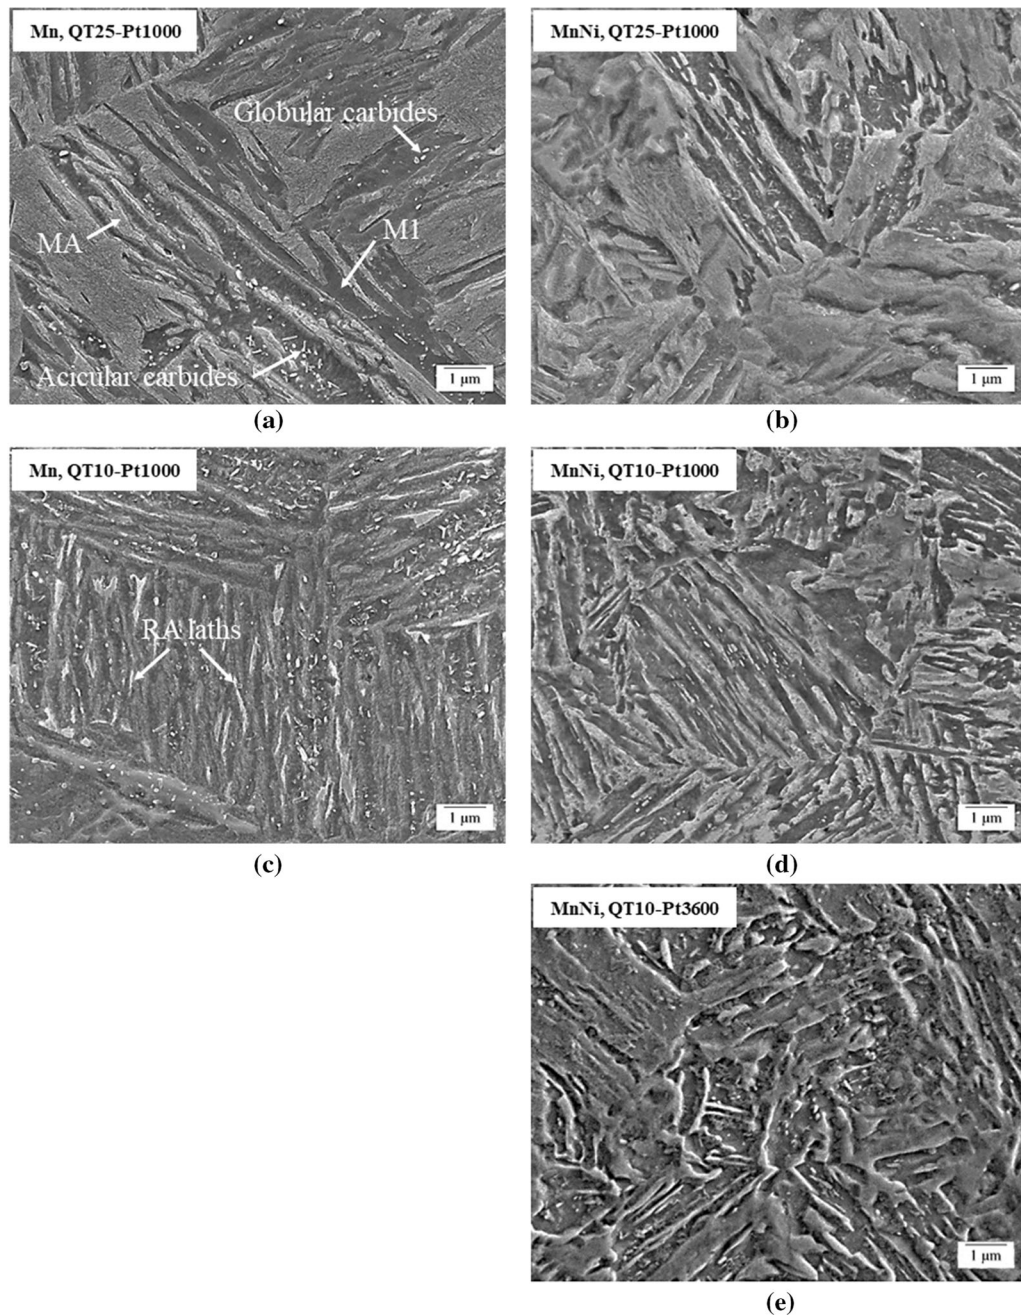 Mn, QT25-Pt1000
MnNi, QT25-Pt1000
Globular carbides
MA
M1
Acicular carbides
1 µm
1 µm
(a)
(b)
Mn, QT10-Pt1000
MnNi, QT10-Pt1000
RA laths
1 µm
1 µm
(c)
(d)
MnNi, QT10-Pt3600
1 µm
(e)